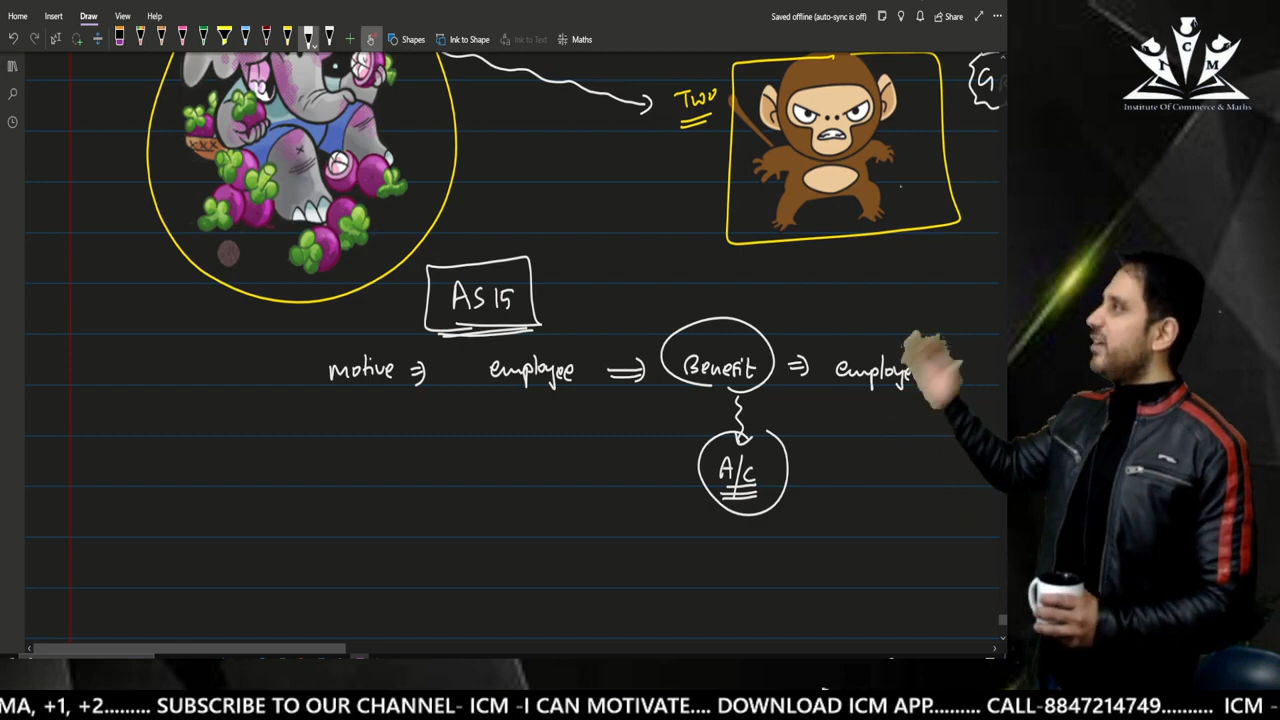 Home Insert Draw View Help
Saved offline (auto-sync is off) Share
Shapes Ink to Shape Ink to Text Maths
I C M
Institute Of Commerce & Maths
Two
AS 15
motive ⇒ employee ⇒ Benefit ⇒
A/C
MA, +1, +2......... SUBSCRIBE TO OUR CHANNEL- ICM -I CAN MOTIVATE.... DOWNLOAD ICM APP......... CALL-8847214749.......... ICM -